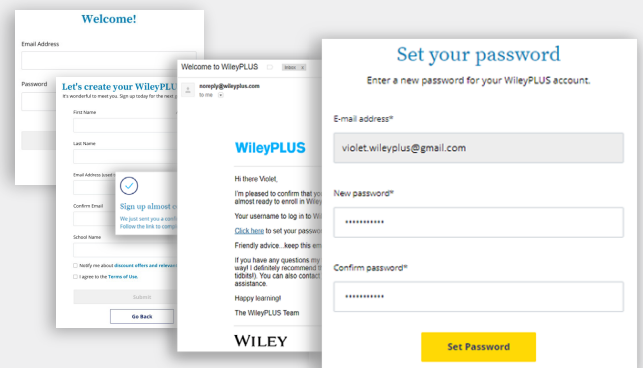 Welcome!
Email Address
Password
Let's create your WileyPLU
It's wonderful to meet you. Sign up today for the next
First Name
Last Name
Email Address (used
Confirm Email
School Name
Notify me about discount offers and relevan
I agree to the Terms of Use.
Submit
Go Back
Sign up almost c
We just sent you a confi
Follow the link to compl
Welcome to WileyPLUS
Inbox x
noreply@wileyplus.com
to me
WileyPLUS
Hi there Violet,
I'm pleased to confirm that yo
almost ready to enroll in Wiley
Your username to log in to Wi
Click here to set your passwo
Friendly advice...keep this em
If you have any questions my
way! I definitely recommend th
tidbits!). You can also contact
assistance.
Happy learning!
The WileyPLUS Team
WILEY
Set your password
Enter a new password for your WileyPLUS account.
E-mail address*
violet.wileyplus@gmail.com
New password*
•••••••••••
Confirm password*
•••••••••••
Set Password